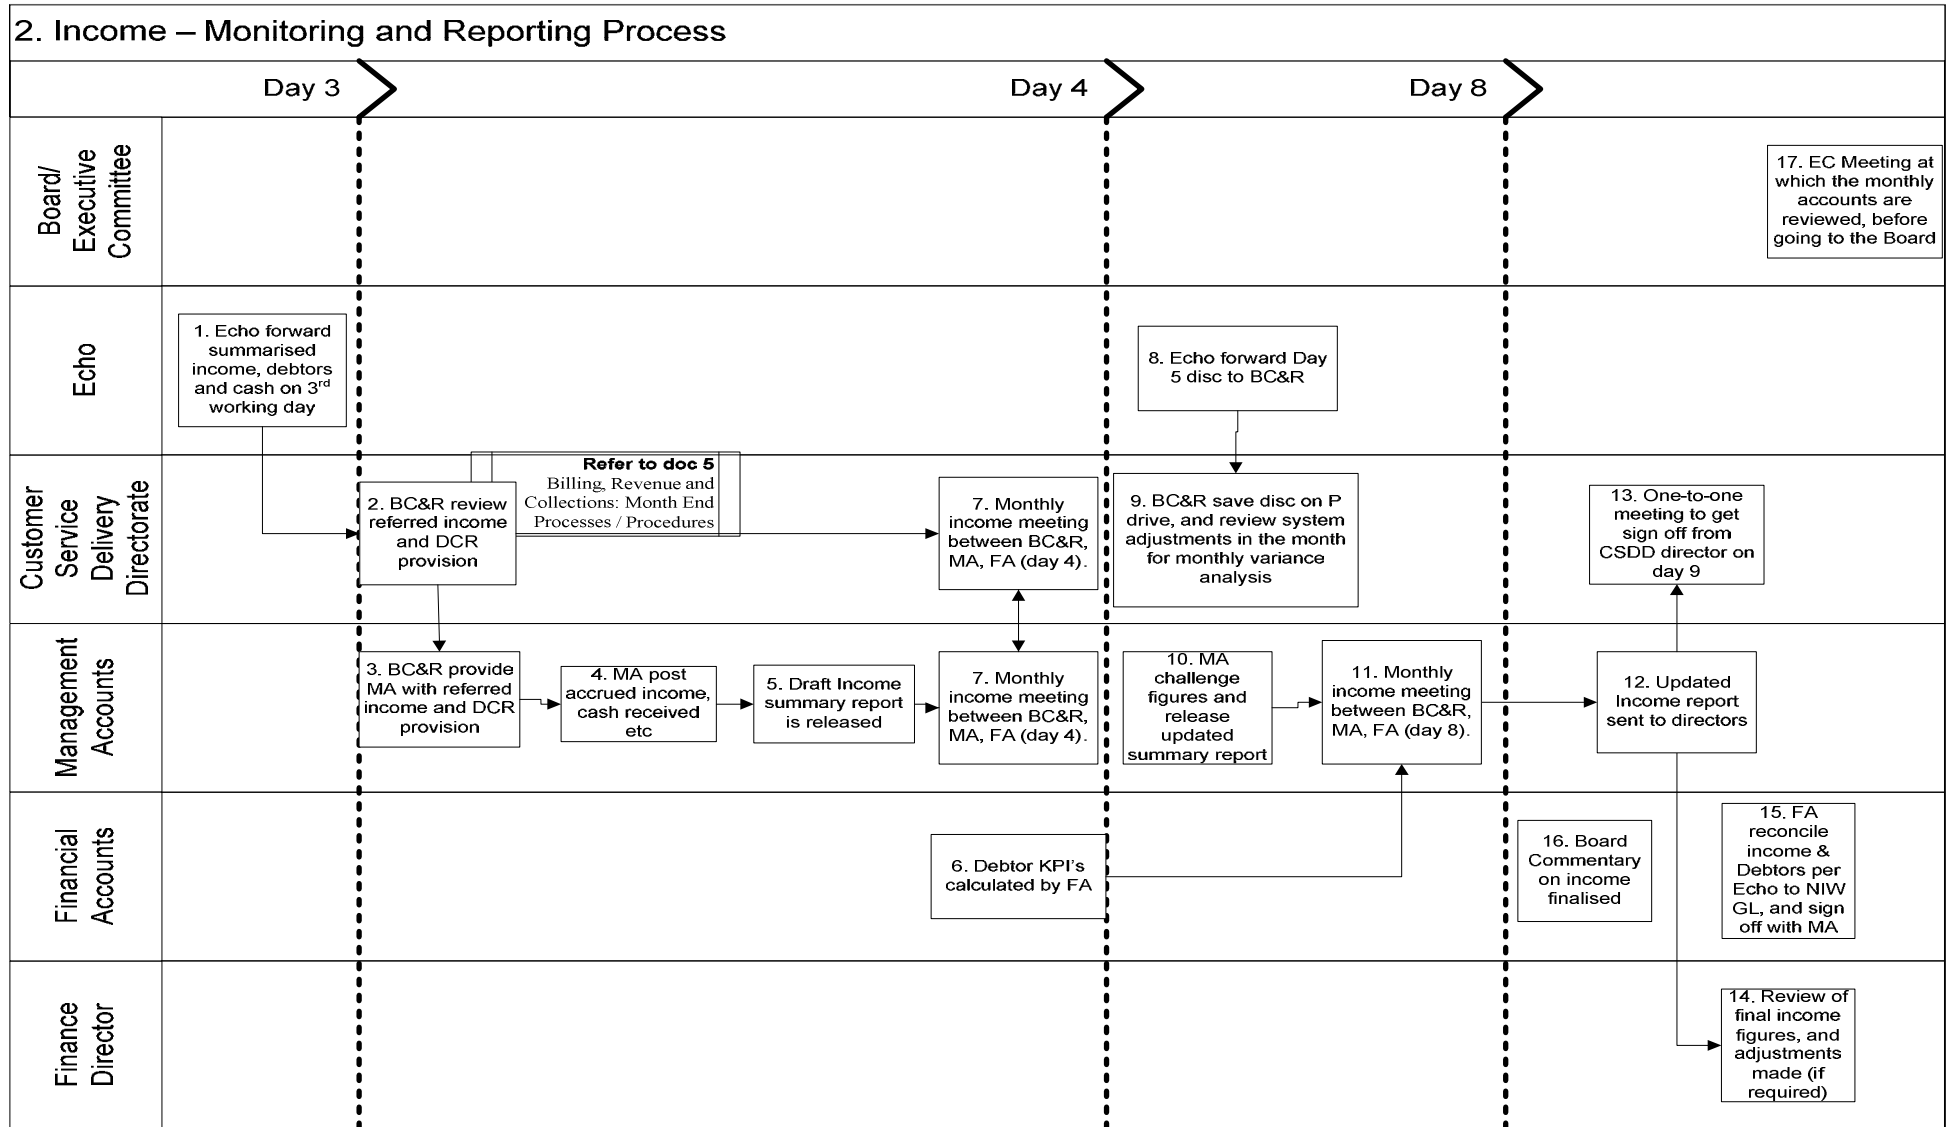 2. Income – Monitoring and Reporting Process
Day 3
Day 4
Day 8
Board/
Executive
Committee
17. EC Meeting at
which the monthly
accounts are
reviewed, before
going to the Board
Echo
1. Echo forward
summarised
income, debtors
and cash on 3rd
working day
8. Echo forward Day
5 disc to BC&R
Customer
Service
Delivery
Directorate
2. BC&R review
referred income
and DCR
provision
Refer to doc 5
Billing, Revenue and
Collections: Month End
Processes / Procedures
7. Monthly
income meeting
between BC&R,
MA, FA (day 4).
9. BC&R save disc on P
drive, and review system
adjustments in the month
for monthly variance
analysis
13. One-to-one
meeting to get
sign off from
CSDD director on
day 9
Management
Accounts
3. BC&R provide
MA with referred
income and DCR
provision
4. MA post
accrued income,
cash received
etc
5. Draft Income
summary report
is released
7. Monthly
income meeting
between BC&R,
MA, FA (day 4).
10. MA
challenge
figures and
release
updated
summary report
11. Monthly
income meeting
between BC&R,
MA, FA (day 8).
12. Updated
Income report
sent to directors
Financial
Accounts
6. Debtor KPI's
calculated by FA
16. Board
Commentary
on income
finalised
15. FA
reconcile
income &
Debtors per
Echo to NIW
GL, and sign
off with MA
Finance
Director
14. Review of
final income
figures, and
adjustments
made (if
required)